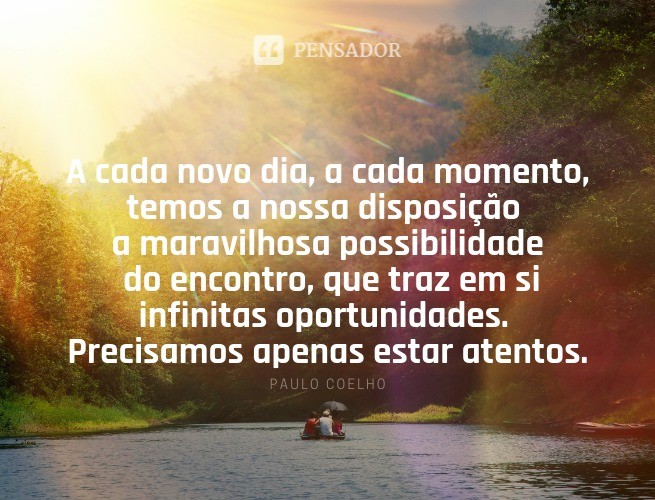 PENSADOR
A cada novo dia, a cada momento,
temos a nossa disposição
a maravilhosa possibilidade
do encontro, que traz em si
infinitas oportunidades.
Precisamos apenas estar atentos.
PAULO COELHO